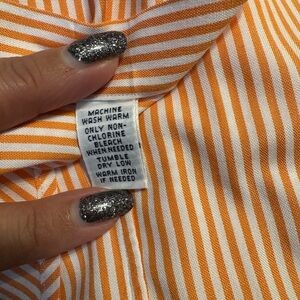 MACHINE
WASH WARM
ONLY NON-
CHLORINE
BLEACH
WHEN NEEDED
TUMBLE
DRY LOW
WARM IRON
IF NEEDED